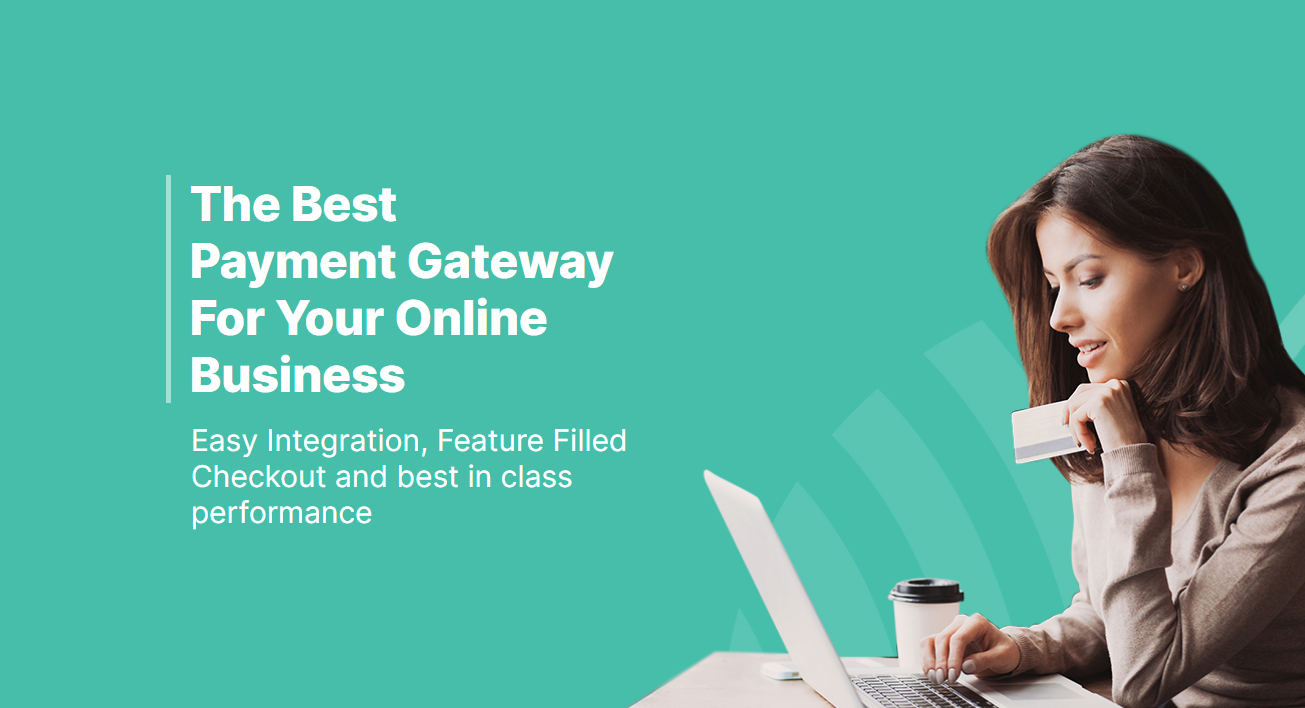 The Best
Payment Gateway
For Your Online
Business
Easy Integration, Feature Filled
Checkout and best in class
performance